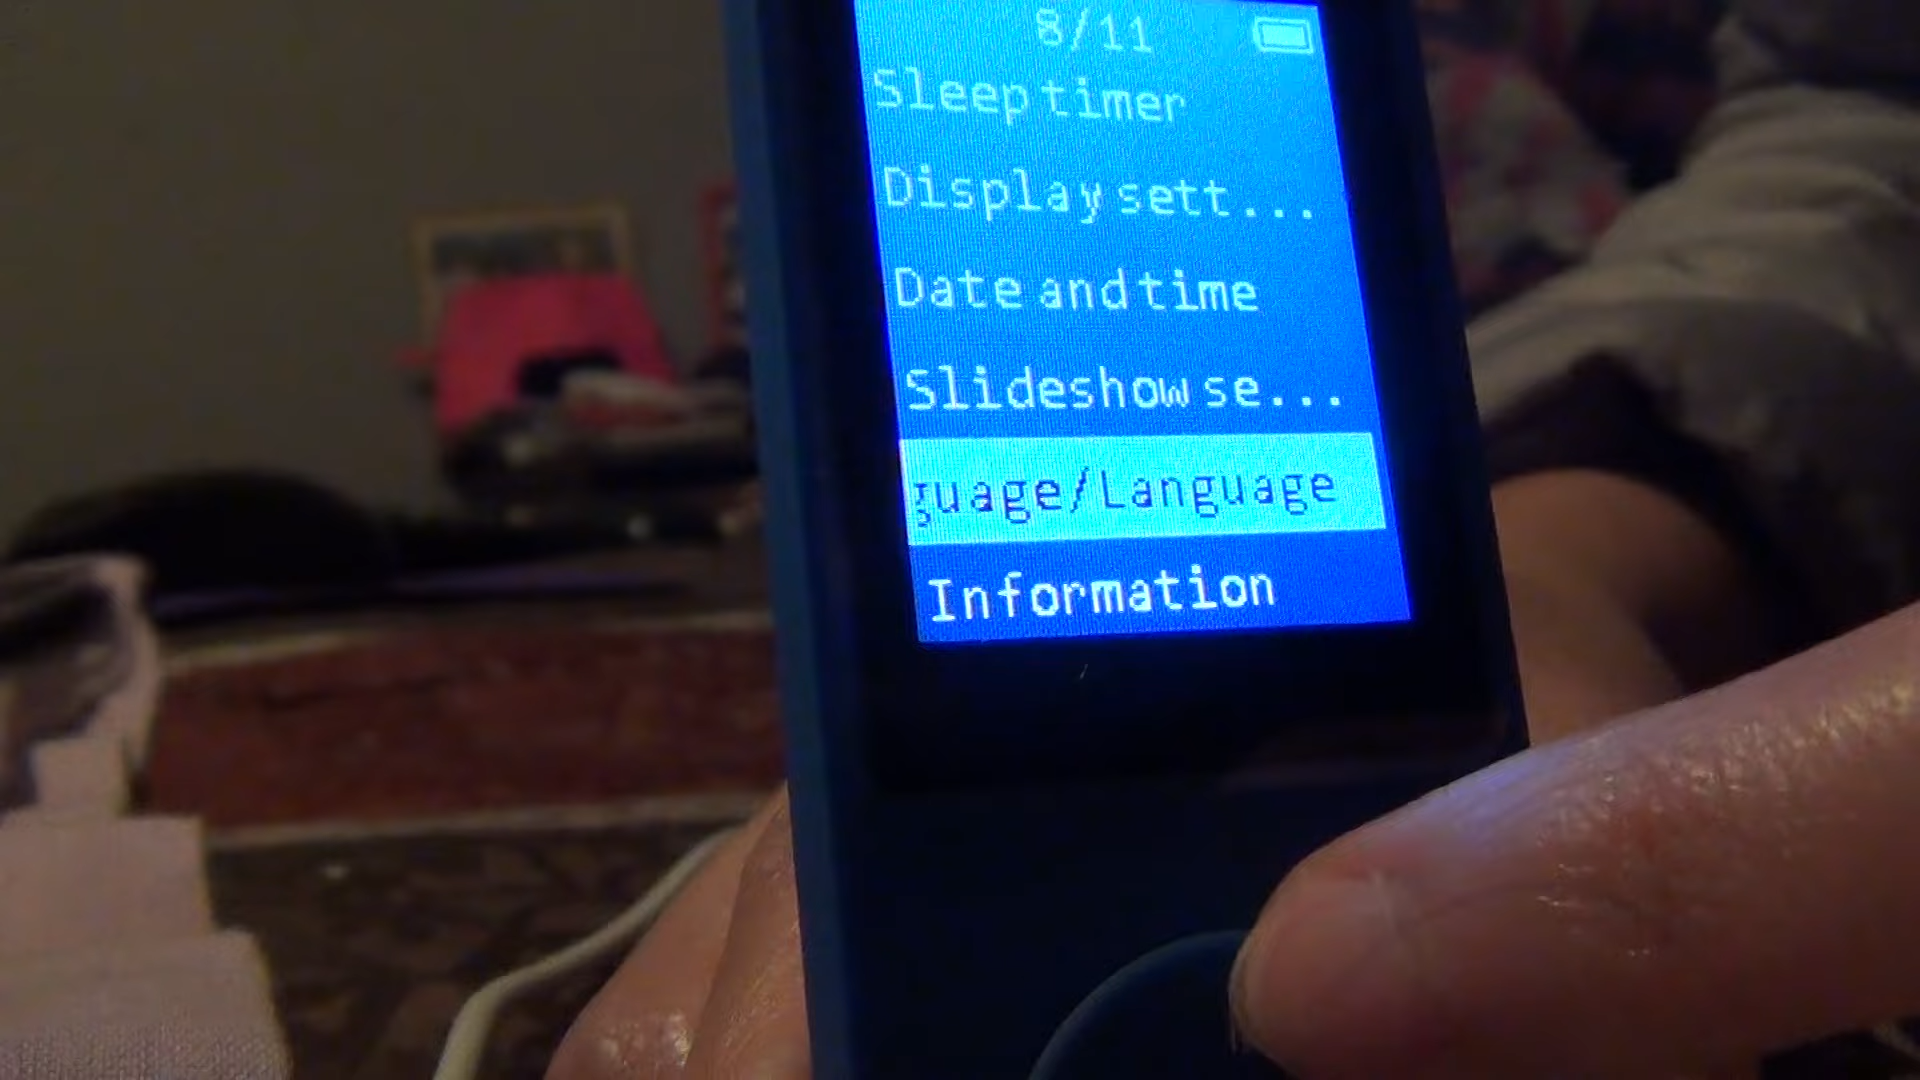 8/11
Sleep timer
Display sett...
Date and time
Slideshow se...
guage/Language
Information